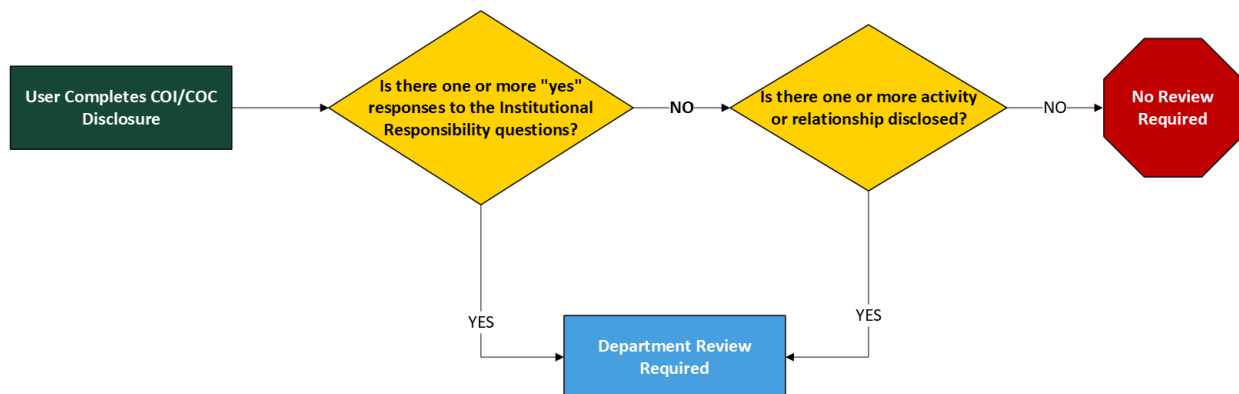 User Completes COI/COC
Disclosure
Is there one or more "yes"
responses to the Institutional
Responsibility questions?
NO
Is there one or more activity
or relationship disclosed?
NO
No Review
Required
YES
YES
Department Review
Required